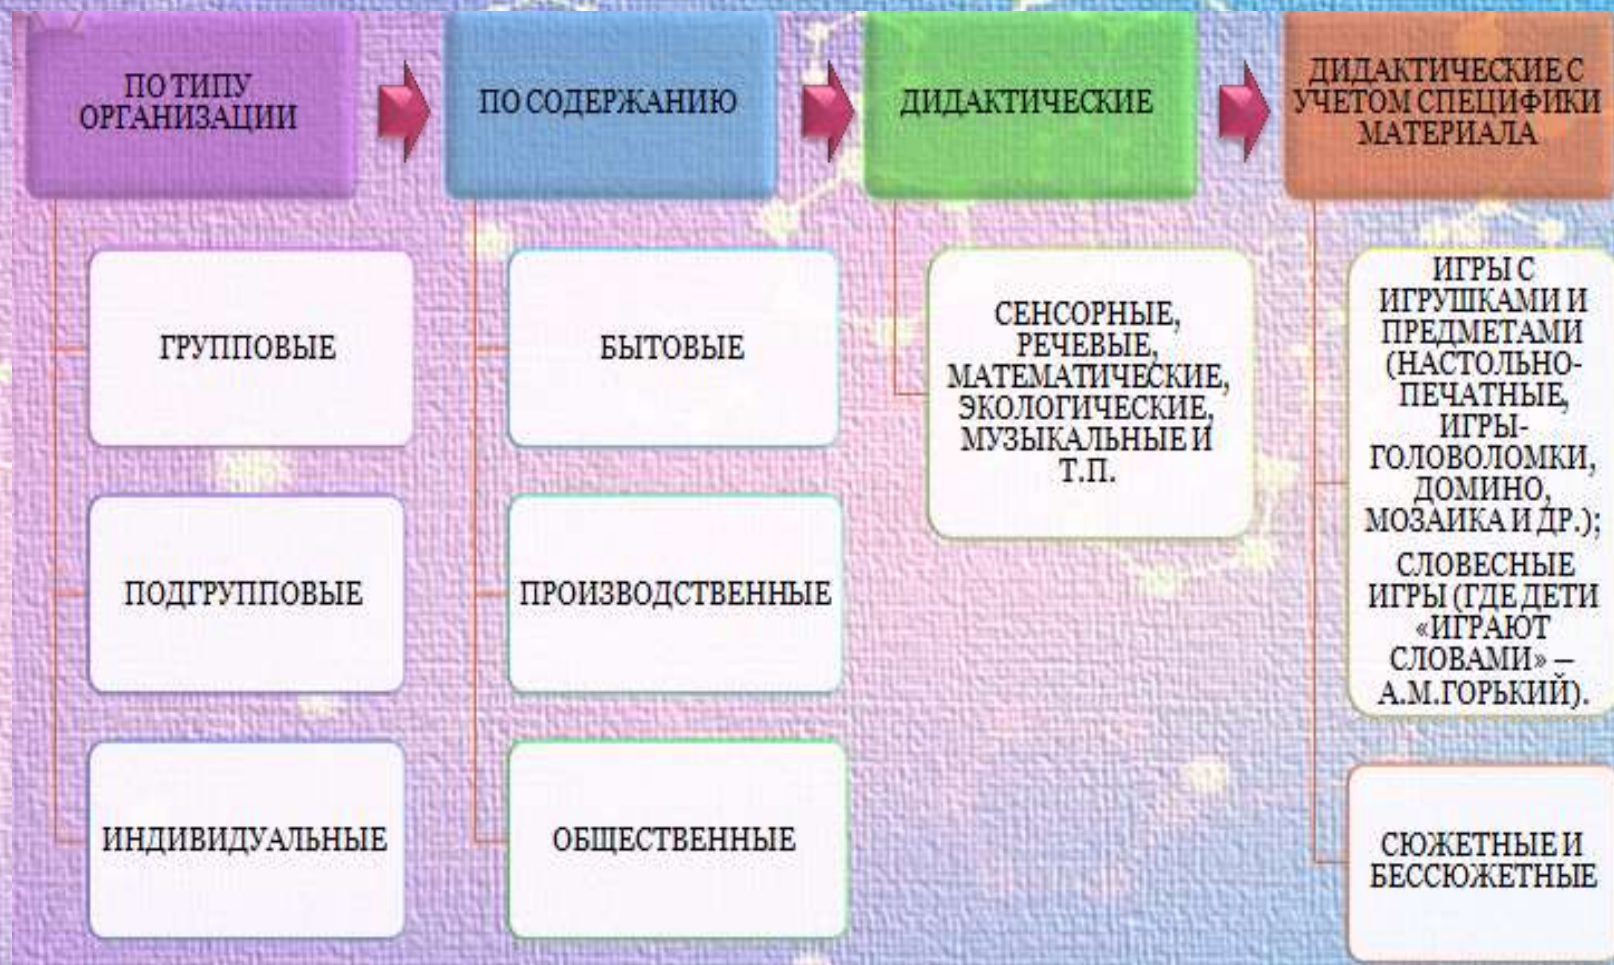 ПО ТИПУ
ОРГАНИЗАЦИИ
ГРУППОВЫЕ
ПОДГРУППОВЫЕ
ИНДИВИДУАЛЬНЫЕ
ПО СОДЕРЖАНИЮ
БЫТОВЫЕ
ПРОИЗВОДСТВЕННЫЕ
ОБЩЕСТВЕННЫЕ
ДИДАКТИЧЕСКИЕ
СЕНСОРНЫЕ,
РЕЧЕВЫЕ,
МАТЕМАТИЧЕСКИЕ,
ЭКОЛОГИЧЕСКИЕ,
МУЗЫКАЛЬНЫЕ И
Т.П.
ДИДАКТИЧЕСКИЕ С
УЧЕТОМ СПЕЦИФИКИ
МАТЕРИАЛА
ИГРЫ С
ИГРУШКАМИ И
ПРЕДМЕТАМИ
(НАСТОЛЬНО-
ПЕЧАТНЫЕ,
ИГРЫ-
ГОЛОВОЛОМКИ,
ДОМИНО,
МОЗАИКА И ДР.);
СЛОВЕСНЫЕ
ИГРЫ (ГДЕ ДЕТИ
«ИГРАЮТ
СЛОВАМИ» –
А.М.ГОРЬКИЙ).
СЮЖЕТНЫЕ И
БЕССЮЖЕТНЫЕ